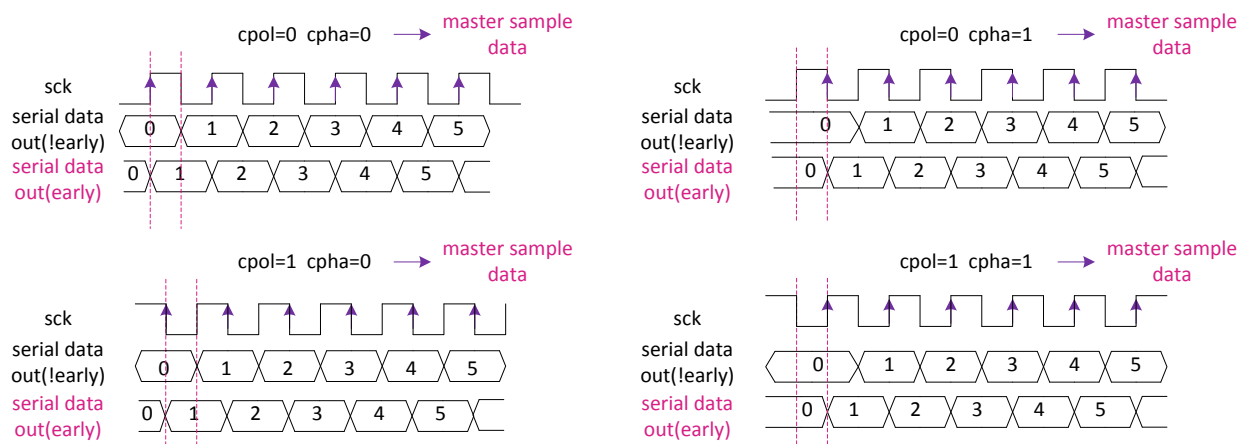 cpol=0 cpha=0
master sample
data
sck
serial data
out(!early)
0 1 2 3 4 5
serial data
out(early)
0 1 2 3 4 5
cpol=0 cpha=1
master sample
data
sck
serial data
out(!early)
0 1 2 3 4 5
serial data
out(early)
0 1 2 3 4 5
cpol=1 cpha=0
master sample
data
sck
serial data
out(!early)
0 1 2 3 4 5
serial data
out(early)
0 1 2 3 4 5
cpol=1 cpha=1
master sample
data
sck
serial data
out(!early)
0 1 2 3 4 5
serial data
out(early)
0 1 2 3 4 5